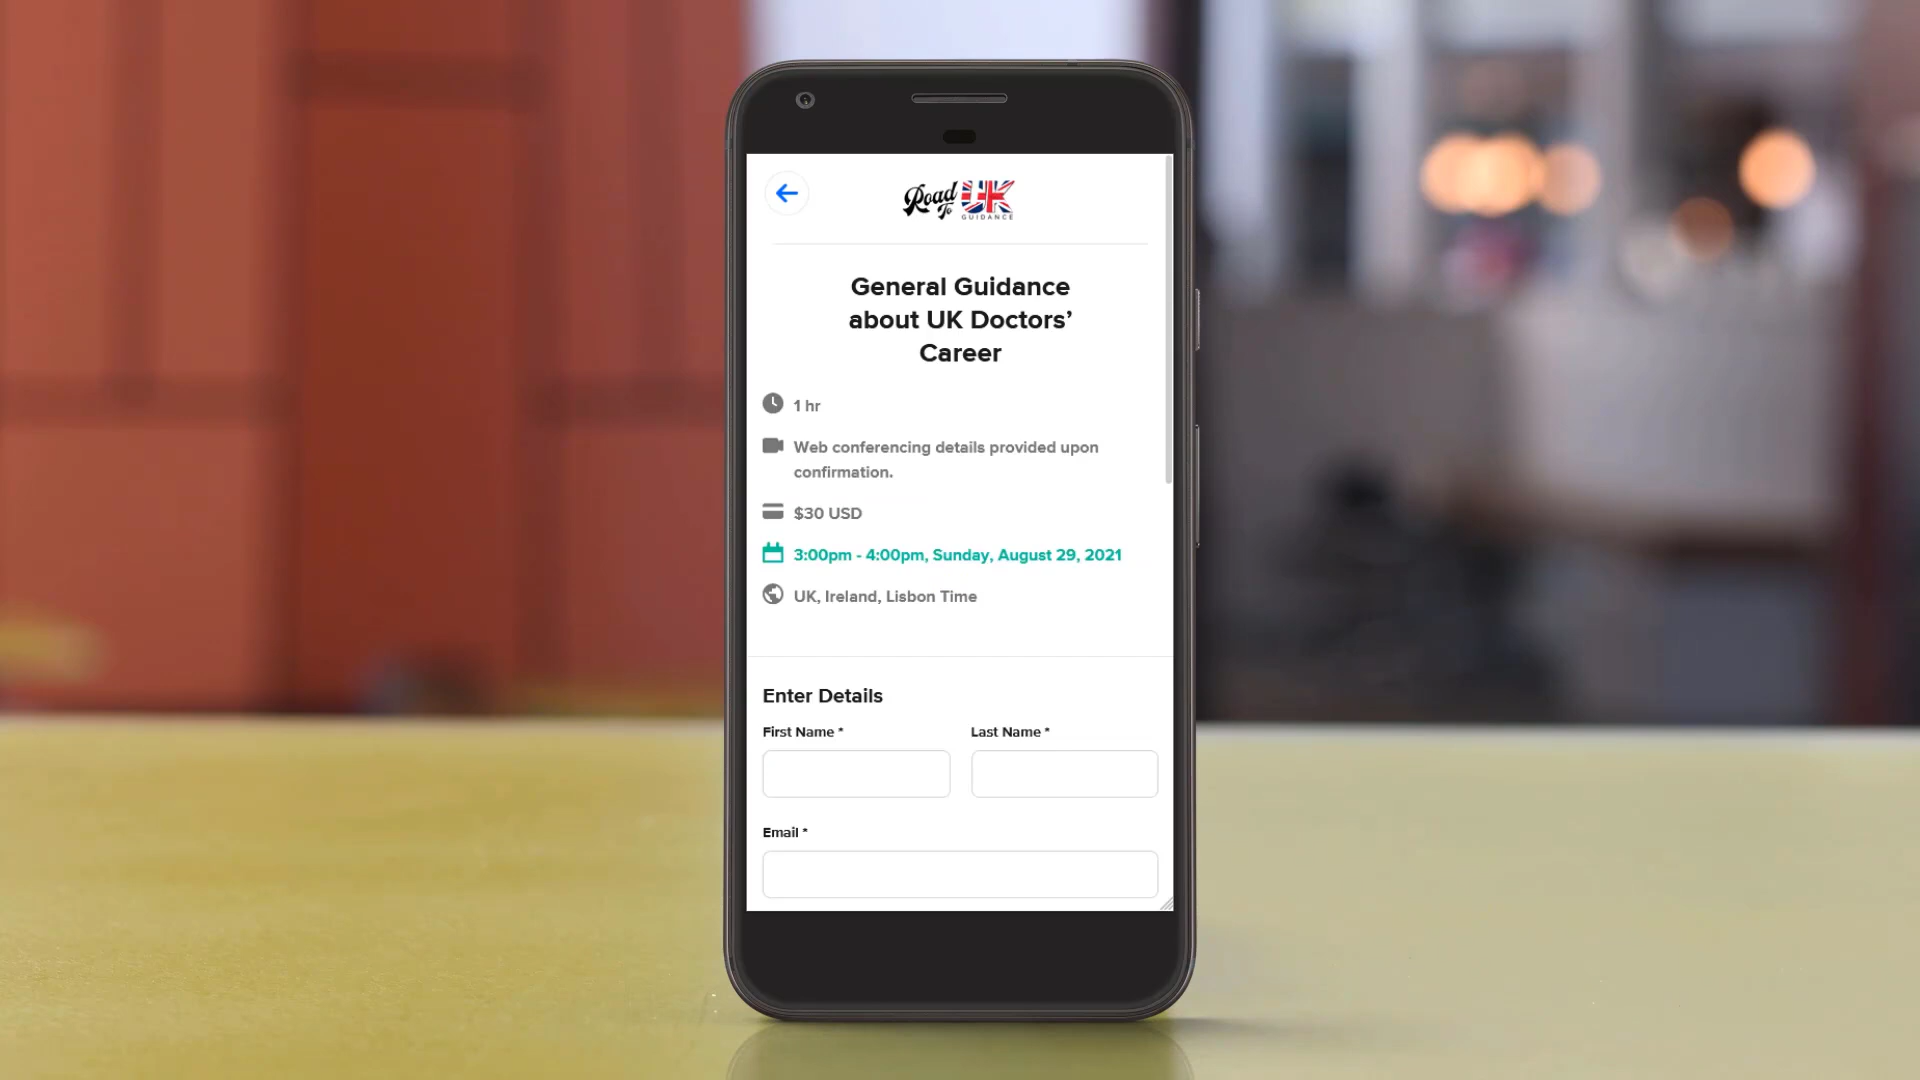 Road To UK
GUIDANCE
General Guidance
about UK Doctors’
Career
1 hr
Web conferencing details provided upon
confirmation.
$30 USD
3:00pm - 4:00pm, Sunday, August 29, 2021
UK, Ireland, Lisbon Time
Enter Details
First Name *
Last Name *
Email *